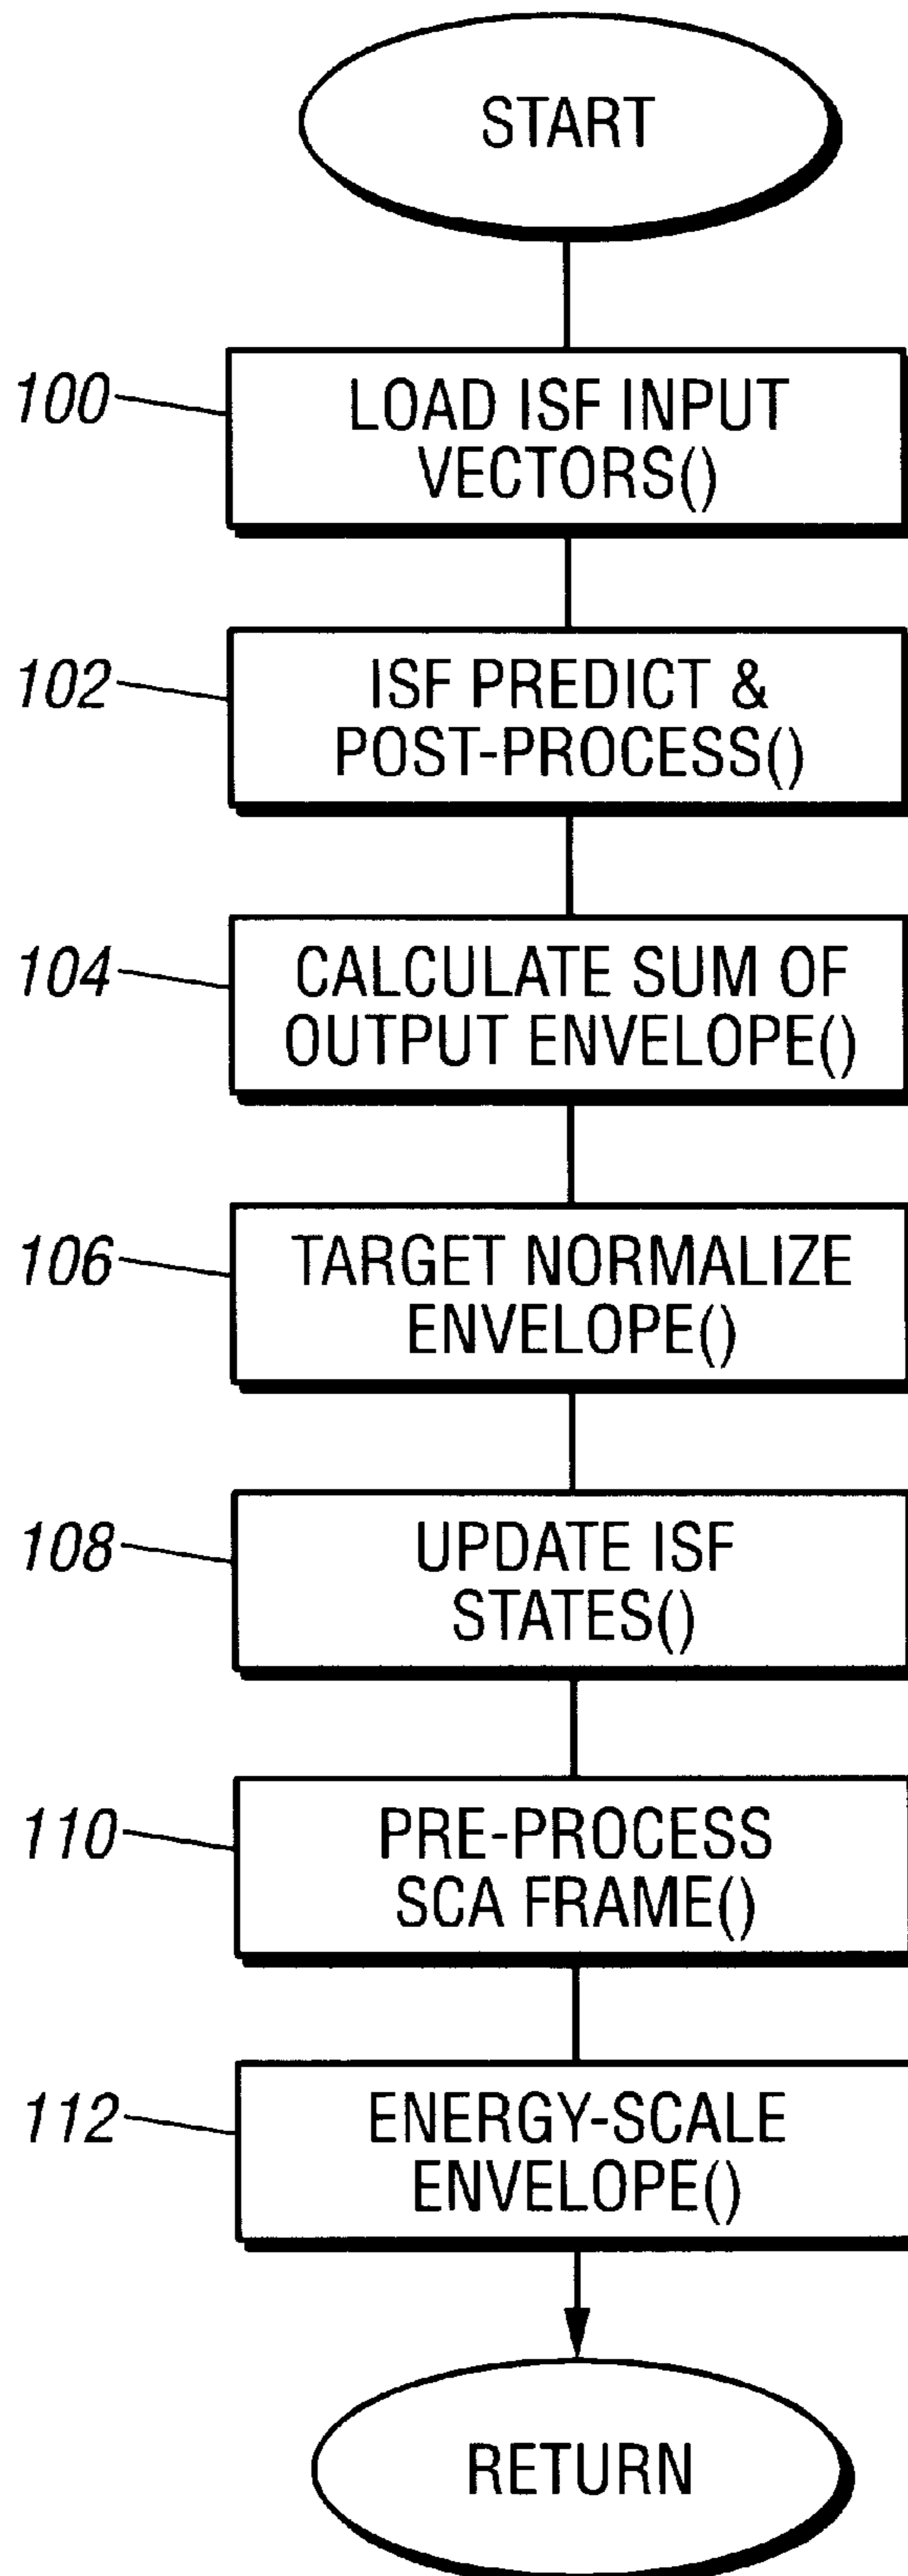 START
100
LOAD ISF INPUT
VECTORS()
102
ISF PREDICT &
POST-PROCESS()
104
CALCULATE SUM OF
OUTPUT ENVELOPE()
106
TARGET NORMALIZE
ENVELOPE()
108
UPDATE ISF
STATES()
110
PRE-PROCESS
SCA FRAME()
112
ENERGY-SCALE
ENVELOPE()
RETURN